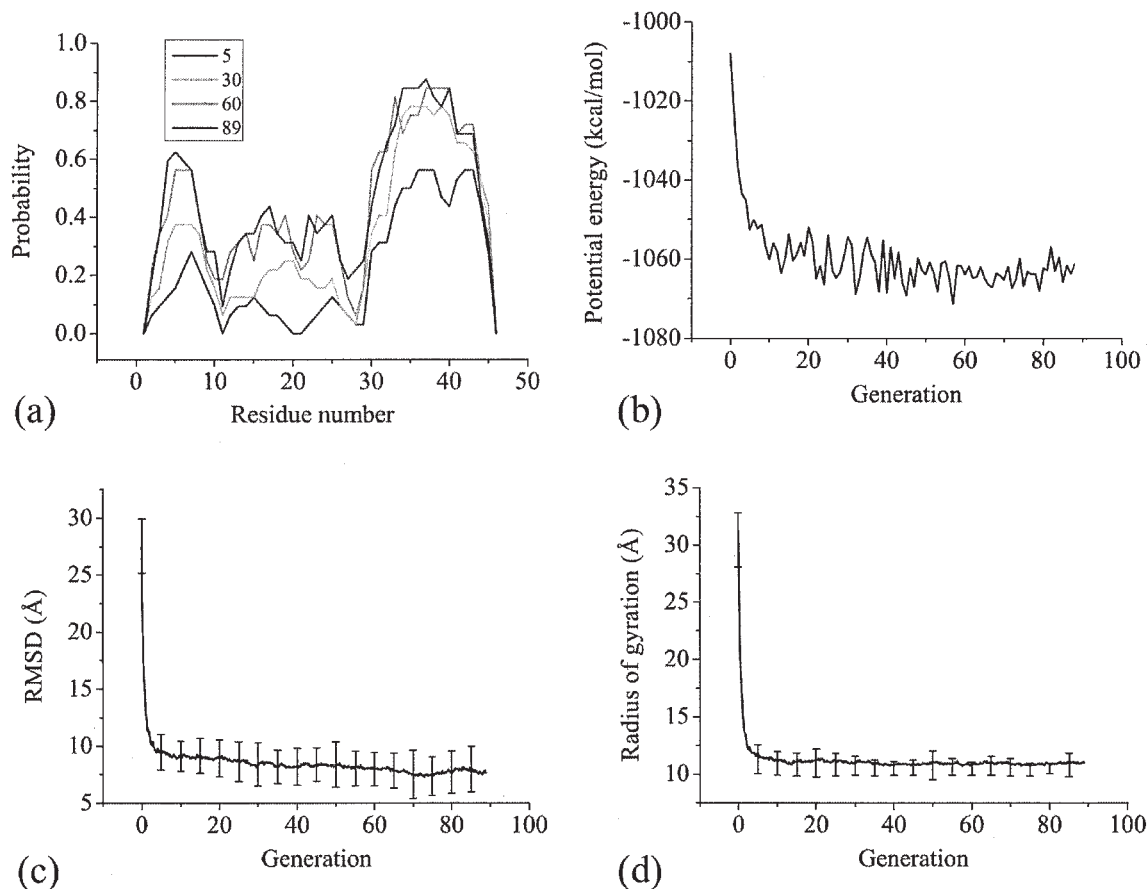 1.0
0.8
0.6
0.4
0.2
0.0
Probability
5
30
60
89
0 10 20 30 40 50
Residue number
(a)
-1000
-1020
-1040
-1060
-1080
Potential energy (kcal/mol)
0 20 40 60 80 100
Generation
(b)
30
25
20
15
10
5
RMSD (Å)
0 20 40 60 80 100
Generation
(c)
35
30
25
20
15
10
Radius of gyration (Å)
0 20 40 60 80 100
Generation
(d)